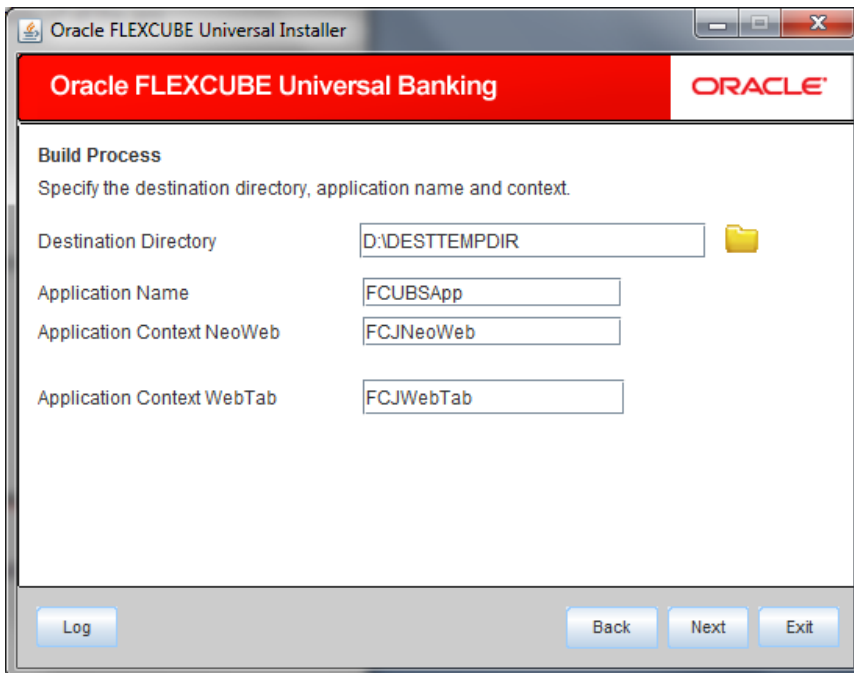 Oracle FLEXCUBE Universal Installer
Oracle FLEXCUBE Universal Banking
ORACLE
Build Process
Specify the destination directory, application name and context.
Destination Directory D:\DESTTEMPDIR
Application Name FCUBSApp
Application Context NeoWeb FCJNeoWeb
Application Context WebTab FCJWebTab
Log Back Next Exit